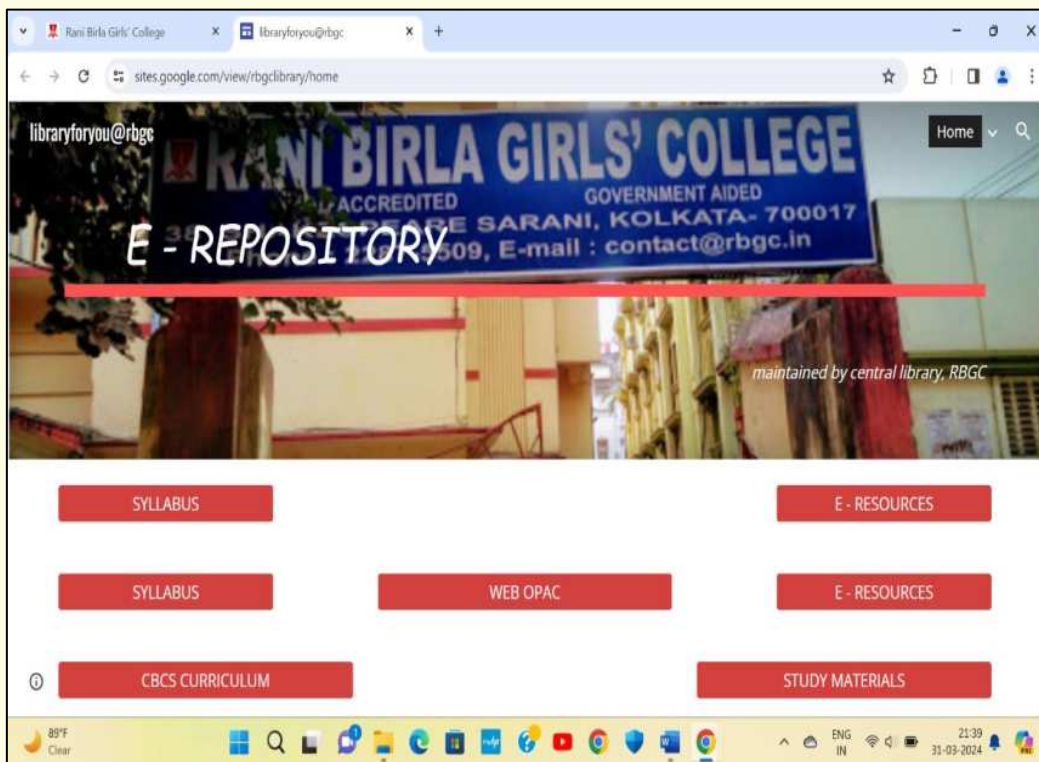 Rani Birla Girls' College
libraryforyou@rbgc
sites.google.com/view/rbgclibrary/home
libraryforyou@rbgc
Home
RANI BIRLA GIRLS' COLLEGE
ACCREDITED GOVERNMENT AIDED
SARANI, KOLKATA- 700017
E-mail : contact@rbgc.in
E - REPOSITORY
maintained by central library, RBGC
SYLLABUS E - RESOURCES
SYLLABUS WEB OPAC E - RESOURCES
CBCS CURRICULUM STUDY MATERIALS
89°F
Clear
ENG
IN
21:39
31-03-2024